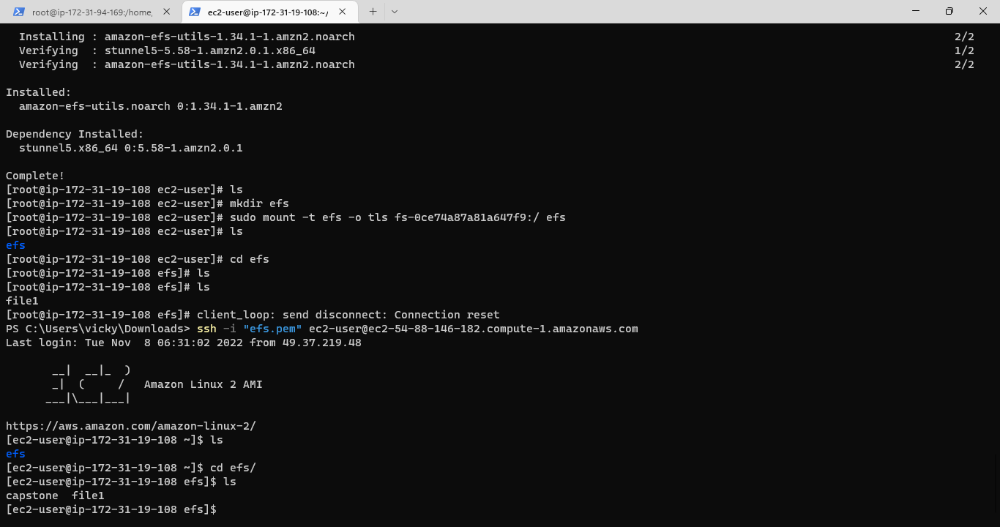 root@ip-172-31-94-169:/home,
ec2-user@ip-172-31-19-108:~/
  Installing : amazon-efs-utils-1.34.1-1.amzn2.noarch 2/2
  Verifying  : stunnel5-5.58-1.amzn2.0.1.x86_64 1/2
  Verifying  : amazon-efs-utils-1.34.1-1.amzn2.noarch 2/2
Installed:
  amazon-efs-utils.noarch 0:1.34.1-1.amzn2
Dependency Installed:
  stunnel5.x86_64 0:5.58-1.amzn2.0.1
Complete!
[root@ip-172-31-19-108 ec2-user]# ls
[root@ip-172-31-19-108 ec2-user]# mkdir efs
[root@ip-172-31-19-108 ec2-user]# sudo mount -t efs -o tls fs-0ce74a87a81a647f9:/ efs
[root@ip-172-31-19-108 ec2-user]# ls
efs
[root@ip-172-31-19-108 ec2-user]# cd efs
[root@ip-172-31-19-108 efs]# ls
[root@ip-172-31-19-108 efs]# ls
file1
[root@ip-172-31-19-108 efs]# client_loop: send disconnect: Connection reset
PS C:\Users\vicky\Downloads> ssh -i "efs.pem" ec2-user@ec2-54-88-146-182.compute-1.amazonaws.com
Last login: Tue Nov  8 06:31:02 2022 from 49.37.219.48
       __|  __|_  )
       _|  (     /   Amazon Linux 2 AMI
      ___|\___|___|
https://aws.amazon.com/amazon-linux-2/
[ec2-user@ip-172-31-19-108 ~]$ ls
efs
[ec2-user@ip-172-31-19-108 ~]$ cd efs/
[ec2-user@ip-172-31-19-108 efs]$ ls
capstone  file1
[ec2-user@ip-172-31-19-108 efs]$